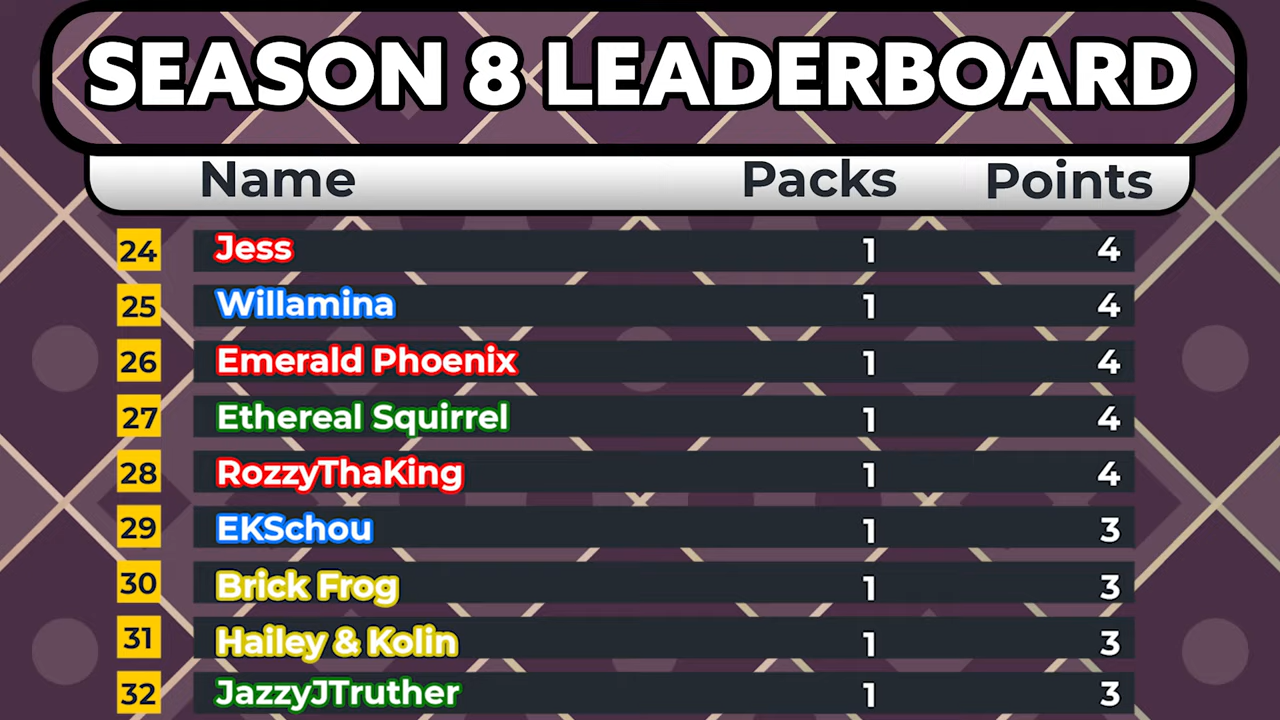 SEASON 8 LEADERBOARD
Name Packs Points
24 Jess 1 4
25 Willamina 1 4
26 Emerald Phoenix 1 4
27 Ethereal Squirrel 1 4
28 RozzyThaKing 1 4
29 EKSchou 1 3
30 Brick Frog 1 3
31 Hailey & Kolin 1 3
32 JazzyJTruther 1 3